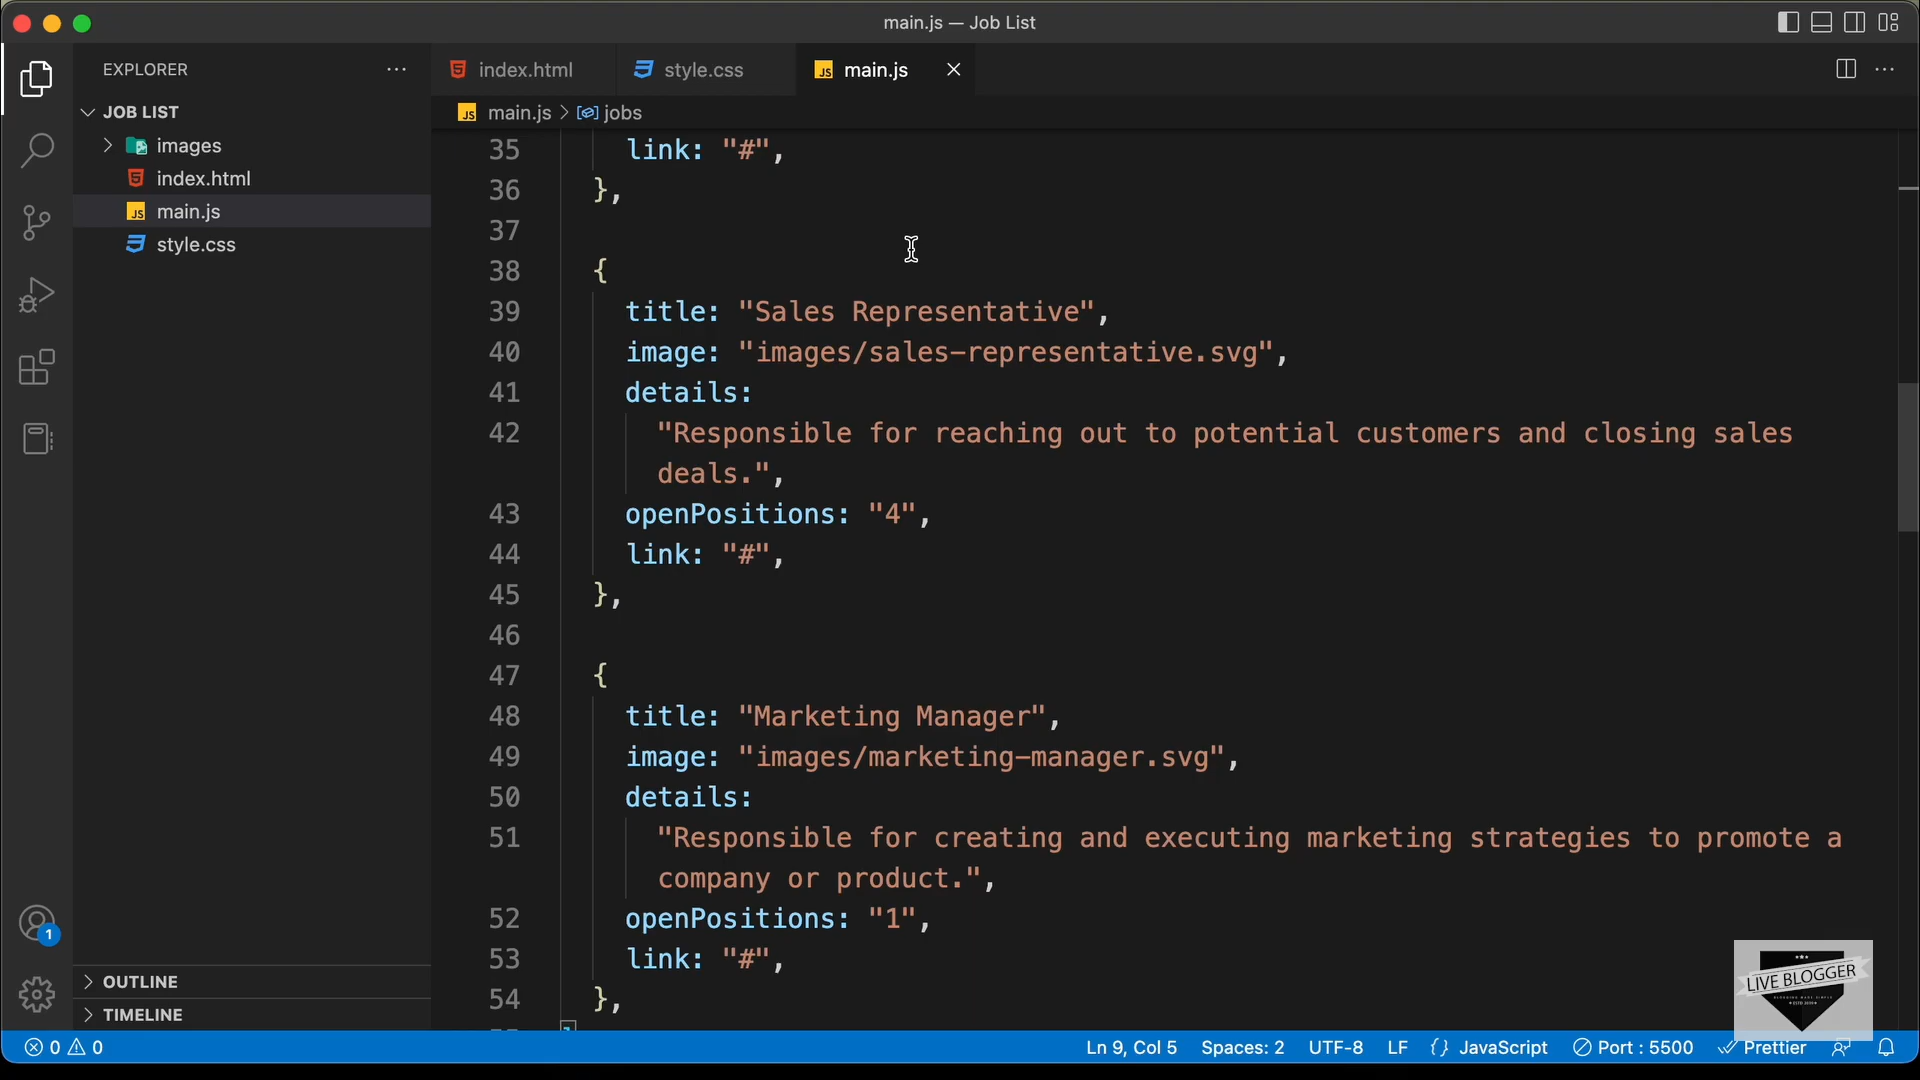 main.js — Job List
EXPLORER
index.html
style.css
JS main.js
JOB LIST
JS main.js > jobs
images
index.html
JS main.js
style.css
35 link: "#",
36 },
37
38 {
39 title: "Sales Representative",
40 image: "images/sales-representative.svg",
41 details:
42 "Responsible for reaching out to potential customers and closing sales
deals.",
43 openPositions: "4",
44 link: "#",
45 },
46
47 {
48 title: "Marketing Manager",
49 image: "images/marketing-manager.svg",
50 details:
51 "Responsible for creating and executing marketing strategies to promote a
company or product.",
52 openPositions: "1",
53 link: "#",
54 },
1
OUTLINE
TIMELINE
LIVE BLOGGER
0 0
Ln 9, Col 5 Spaces: 2 UTF-8 LF {} JavaScript Port : 5500 Prettier